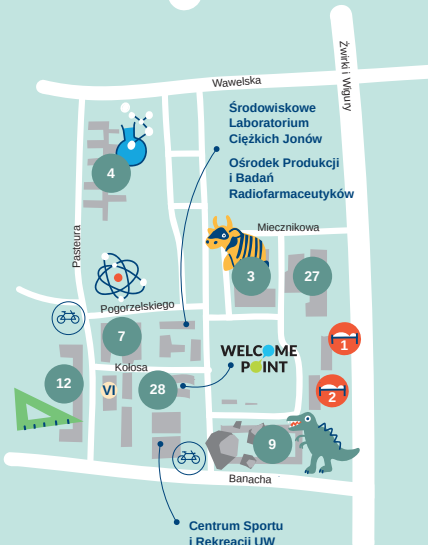 Wawelska
Żwirki i Wigury
Środowiskowe
Laboratorium
Ciężkich Jonów
Ośrodek Produkcji
i Badań
Radiofarmaceutyków
4
Pasteura
Miecznikowa
3
27
Pogorzelskiego
7
1
WELCOME
POINT
Kołosa
12
VI
28
2
9
Banacha
Centrum Sportu
i Rekreacji UW